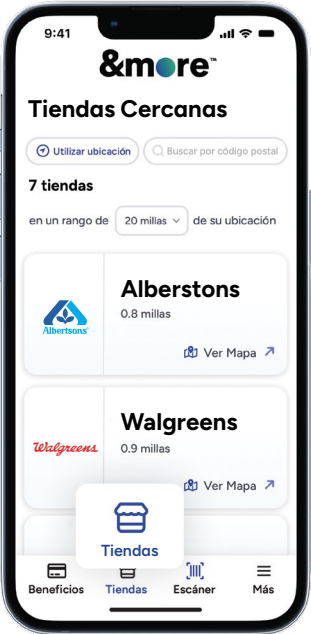 9:41
&more™
Tiendas Cercanas
Utilizar ubicación
Buscar por código postal
7 tiendas
en un rango de 20 millas de su ubicación
Alberstons
0.8 millas
Albertsons
Ver Mapa
Walgreens
0.9 millas
Walgreens
Ver Mapa
Tiendas
Beneficios Tiendas Escáner Más